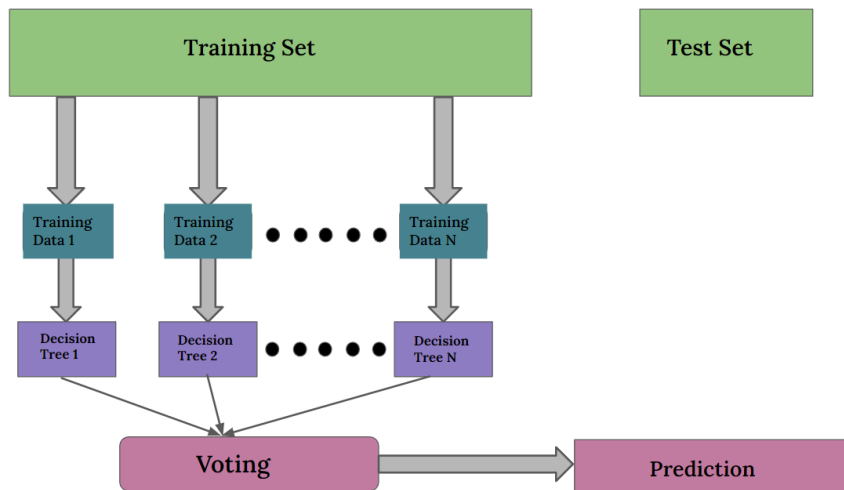 Training Set
Test Set
Training
Data 1
Training
Data 2
Training
Data N
Decision
Tree 1
Decision
Tree 2
Decision
Tree N
Voting
Prediction